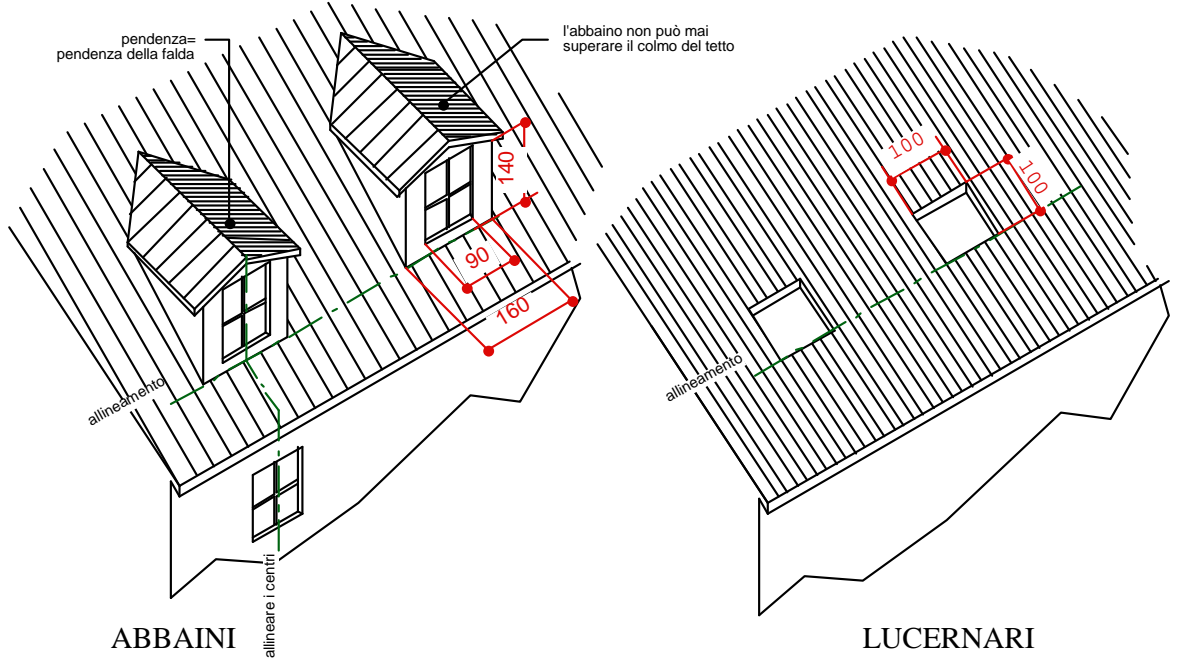 pendenza=
pendenza della falda
l'abbaino non può mai
superare il colmo del tetto
140
90
160
allineamento
allineare i centri
ABBAINI
100
100
allineamento
LUCERNARI